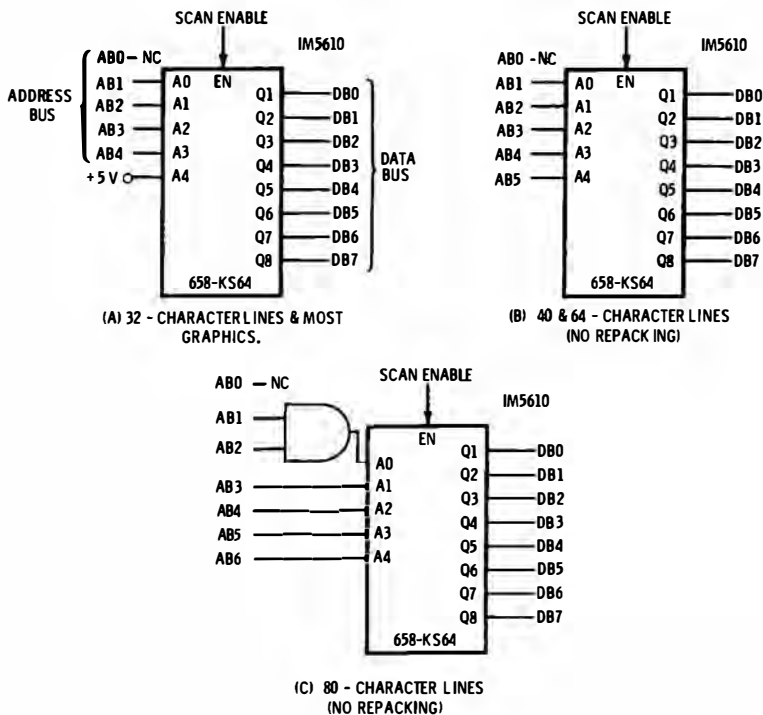 SCAN ENABLE
IM5610
AB0 - NC
ADDRESS BUS
AB1 A0 EN Q1 DB0
AB2 A1 Q2 DB1
AB3 A2 Q3 DB2
AB4 A3 Q4 DB3
+5 V A4 Q5 DB4
Q6 DB5
Q7 DB6
Q8 DB7
DATA BUS
658-KS64
(A) 32 - CHARACTER LINES & MOST
GRAPHICS.
SCAN ENABLE
IM5610
AB0 - NC
AB1 A0 EN Q1 DB0
AB2 A1 Q2 DB1
AB3 A2 Q3 DB2
AB4 A3 Q4 DB3
AB5 A4 Q5 DB4
Q6 DB5
Q7 DB6
Q8 DB7
658-KS64
(B) 40 & 64 - CHARACTER LINES
(NO REPACKING)
SCAN ENABLE
AB0 - NC
IM5610
AB1
AB2
EN Q1 DB0
A0 Q2 DB1
AB3 A1 Q3 DB2
AB4 A2 Q4 DB3
AB5 A3 Q5 DB4
AB6 A4 Q6 DB5
Q7 DB6
Q8 DB7
658-KS64
(C) 80 - CHARACTER LINES
(NO REPACKING)